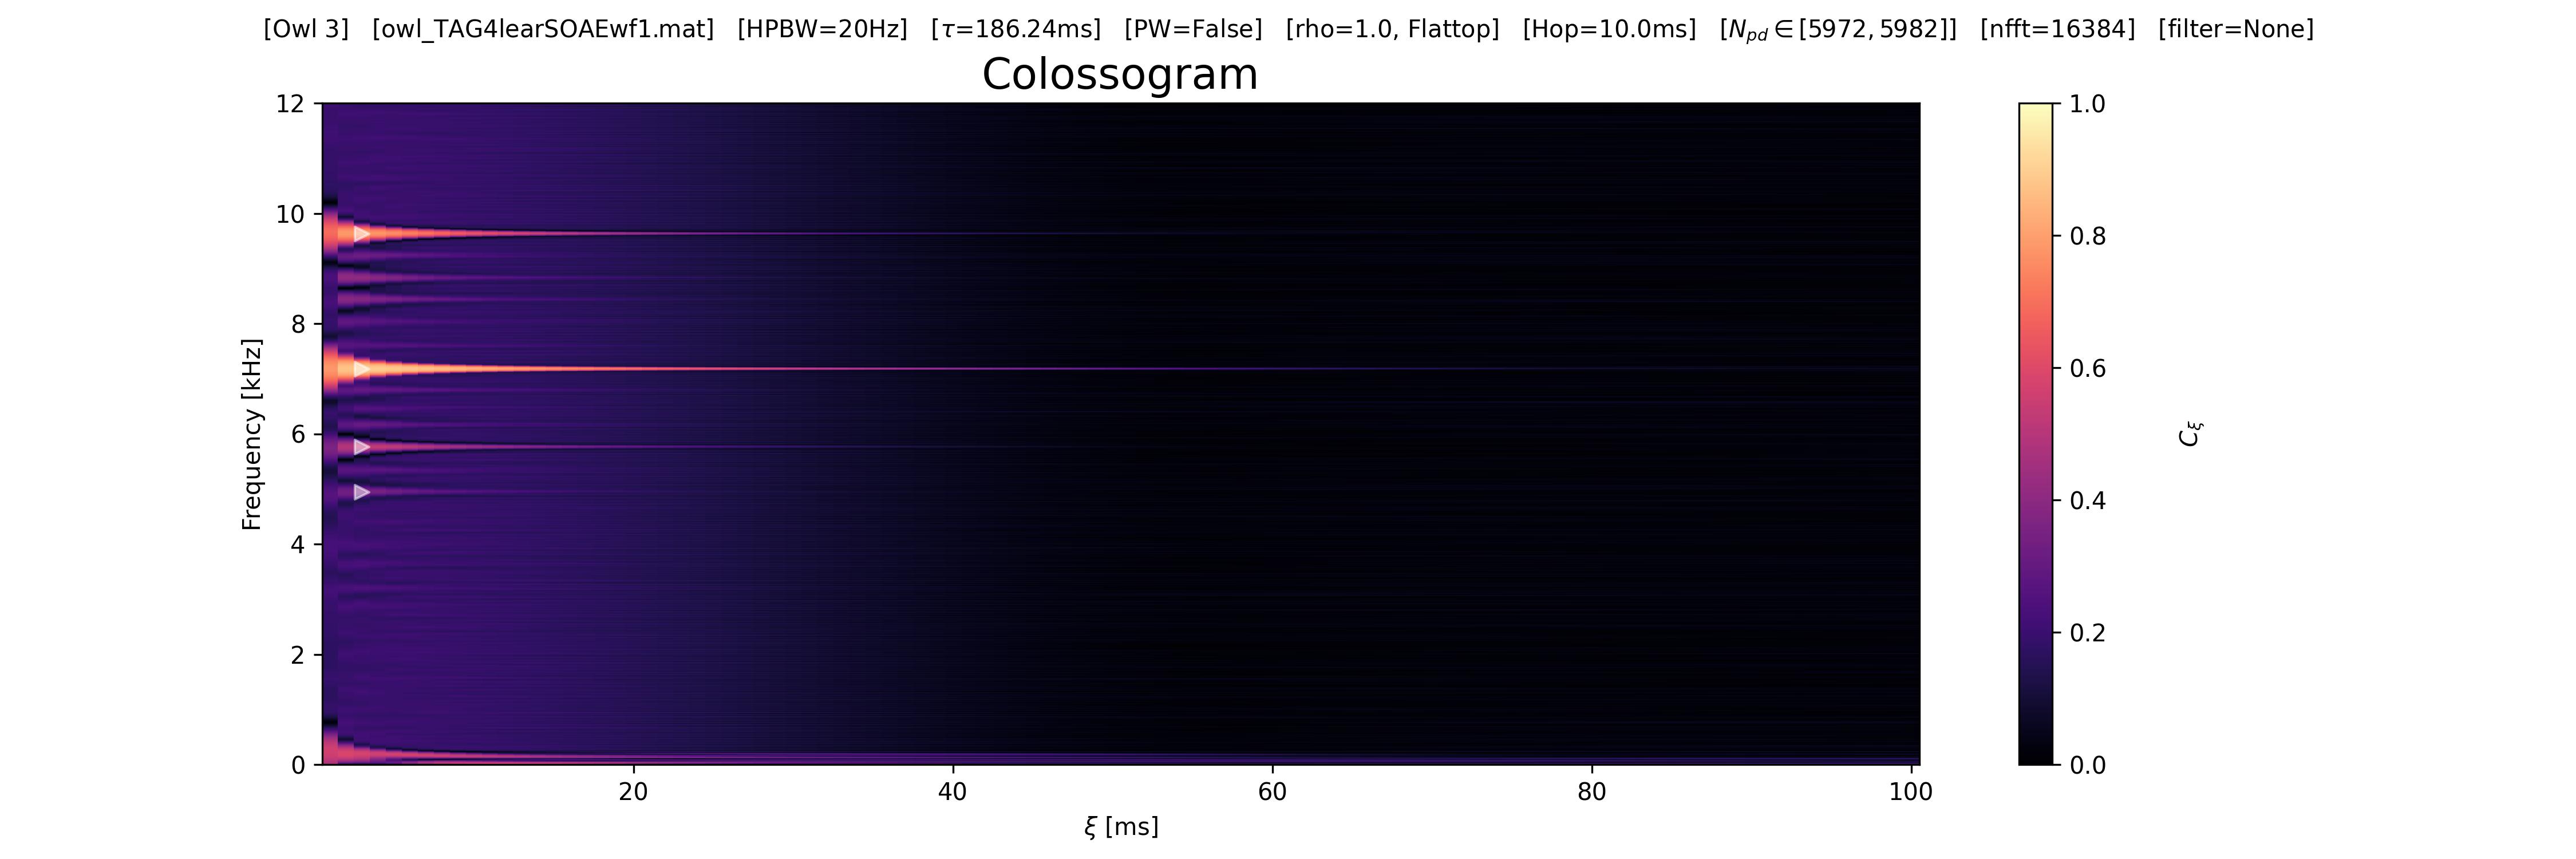 [Owl 3] [owl_TAG4learSOAEwf1.mat] [HPBW=20Hz] [τ=186.24ms] [PW=False] [rho=1.0, Flattop] [Hop=10.0ms] [N_{pd} ∈ [5972, 5982]] [nfft=16384] [filter=None]
Colossogram
12
10
8
6
4
2
0
Frequency [kHz]
20 40 60 80 100
ξ [ms]
1.0
0.8
0.6
0.4
0.2
0.0
C_ξ